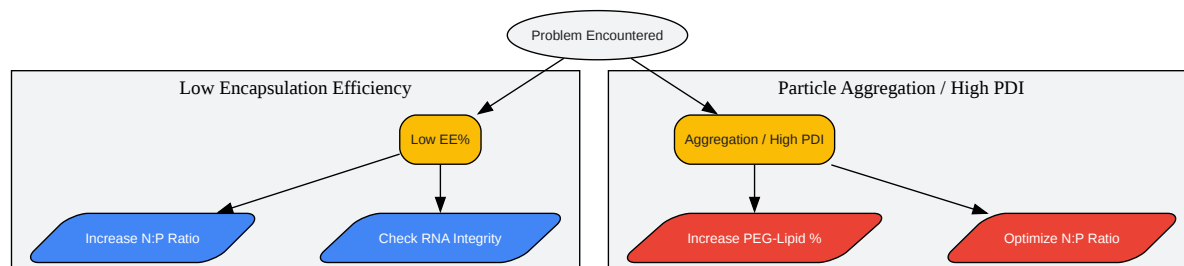 Problem Encountered
Low Encapsulation Efficiency
Particle Aggregation / High PDI
Low EE%
Aggregation / High PDI
Increase N:P Ratio
Check RNA Integrity
Increase PEG-Lipid %
Optimize N:P Ratio